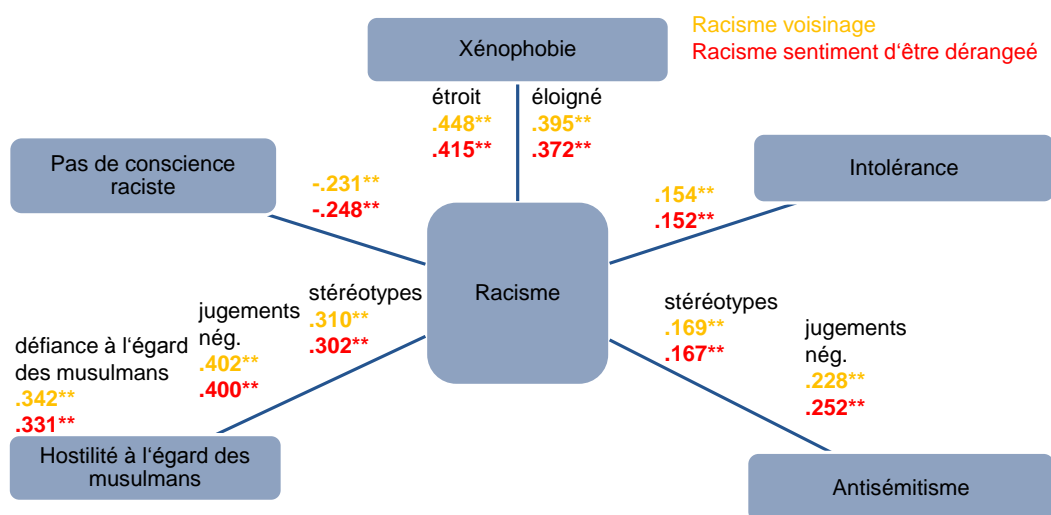 Racisme voisinage
Racisme sentiment d‘être dérangeé
Xénophobie
étroit
.448**
.415**
éloigné
.395**
.372**
Pas de conscience
raciste
-.231**
-.248**
Intolérance
.154**
.152**
Racisme
stéréotypes
.310**
.302**
jugements
nég.
.402**
.400**
défiance à l‘égard
des musulmans
.342**
.331**
Hostilité à l‘égard des
musulmans
stéréotypes
.169**
.167**
jugements
nég.
.228**
.252**
Antisémitisme